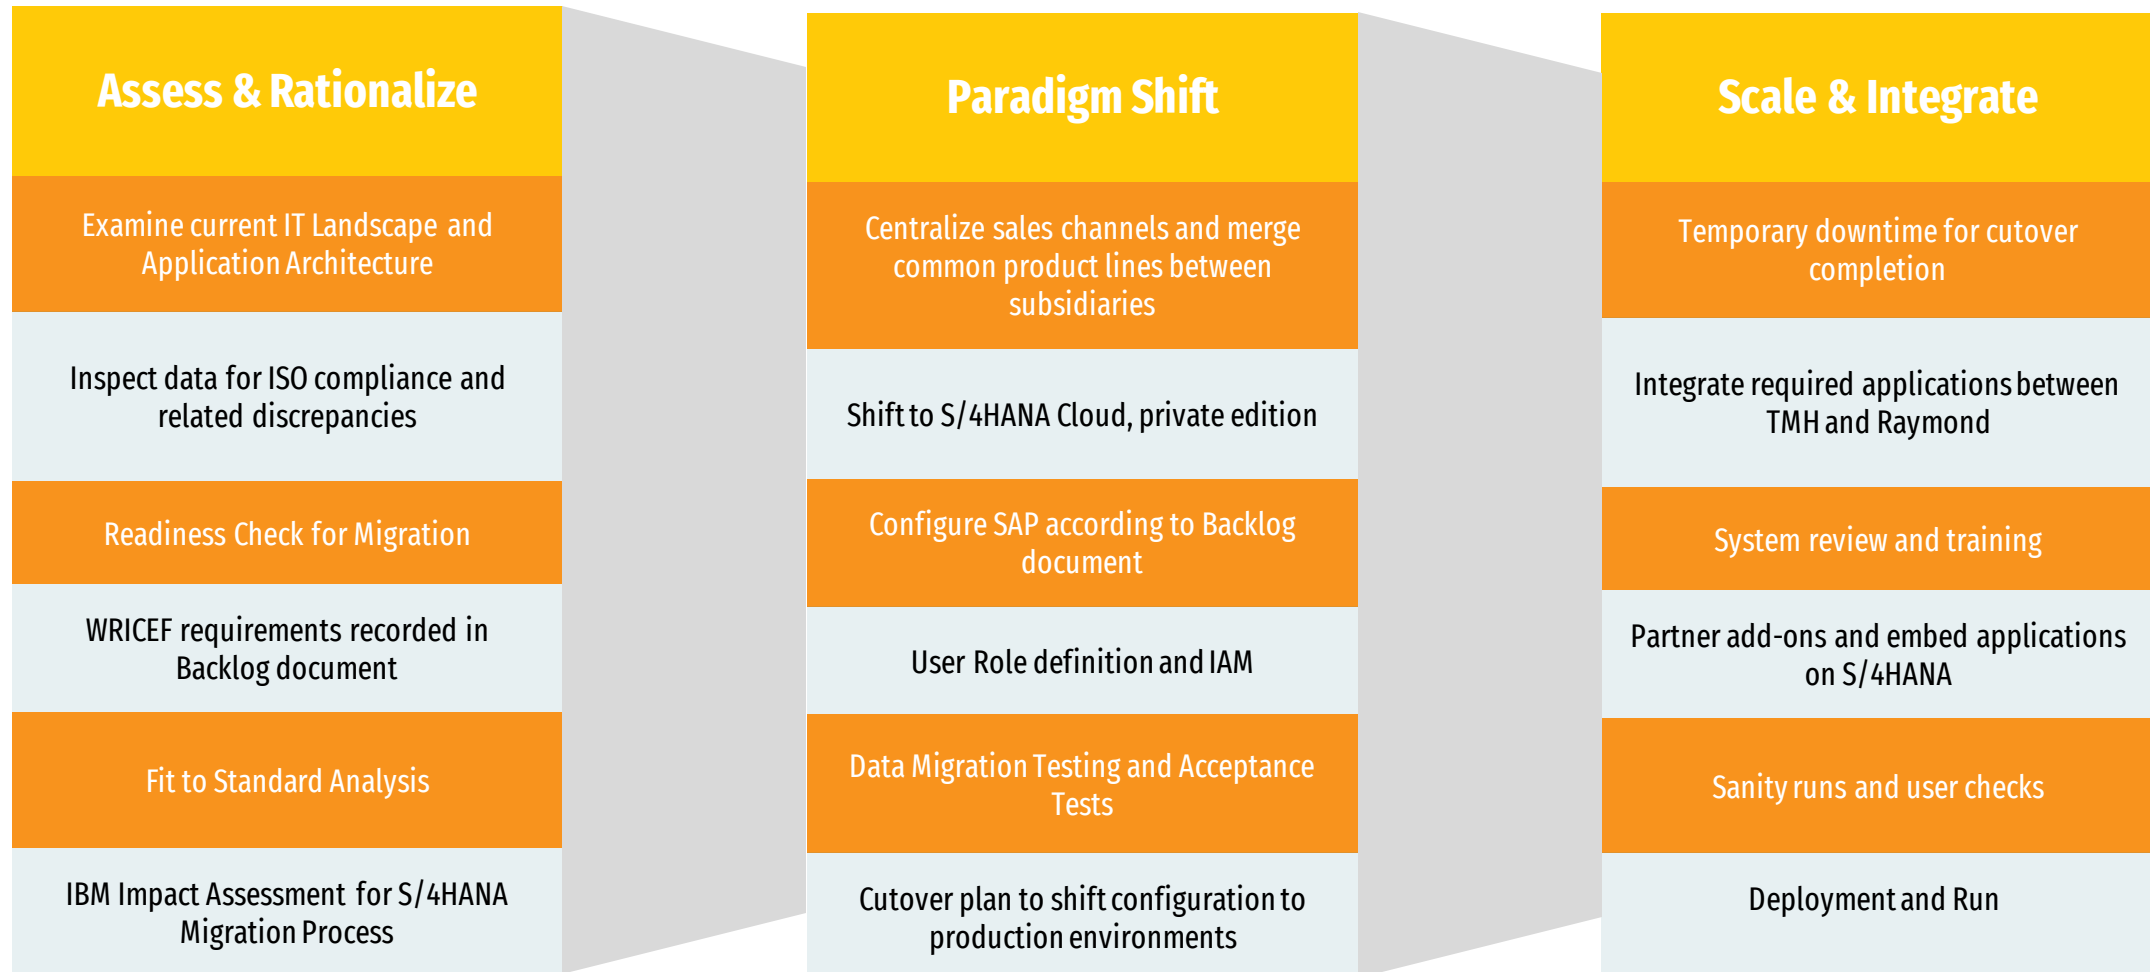 Assess & Rationalize
Examine current IT Landscape and
Application Architecture
Inspect data for ISO compliance and
related discrepancies
Readiness Check for Migration
WRICEF requirements recorded in
Backlog document
Fit to Standard Analysis
IBM Impact Assessment for S/4HANA
Migration Process
Paradigm Shift
Centralize sales channels and merge
common product lines between
subsidiaries
Shift to S/4HANA Cloud, private edition
Configure SAP according to Backlog
document
User Role definition and IAM
Data Migration Testing and Acceptance
Tests
Cutover plan to shift configuration to
production environments
Scale & Integrate
Temporary downtime for cutover
completion
Integrate required applications between
TMH and Raymond
System review and training
Partner add-ons and embed applications
on S/4HANA
Sanity runs and user checks
Deployment and Run